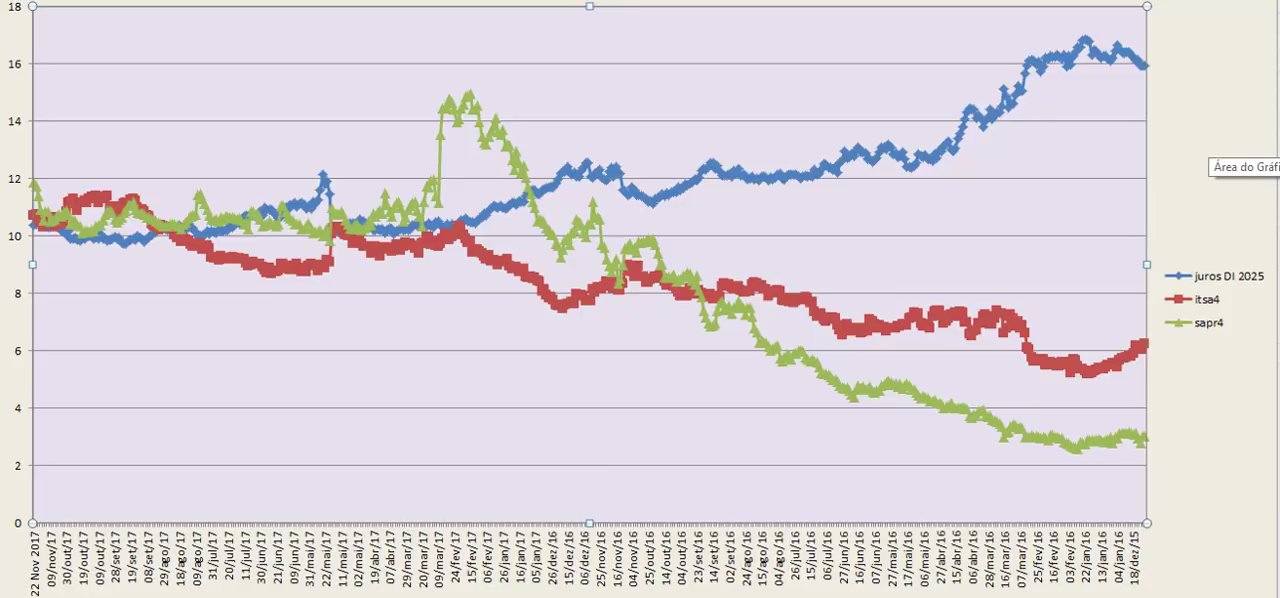 18
16
14
12
10
8
6
4
2
0
Área do Gráfi
juros DI 2025
itsa4
sapr4
22 Nov 2017
09/nov/17
30/out/17
19/out/17
09/out/17
28/set/17
19/set/17
08/set/17
29/ago/17
18/ago/17
09/ago/17
31/jul/17
20/jul/17
11/jul/17
30/jun/17
21/jun/17
09/jun/17
31/mai/17
22/mai/17
11/mai/17
02/mai/17
19/abr/17
07/abr/17
29/mar/17
20/mar/17
09/mar/17
24/fev/17
15/fev/17
06/fev/17
26/jan/17
17/jan/17
05/jan/17
26/dez/16
15/dez/16
06/dez/16
25/nov/16
16/nov/16
04/nov/16
25/out/16
14/out/16
04/out/16
23/set/16
14/set/16
02/set/16
24/ago/16
15/ago/16
04/ago/16
26/jul/16
15/jul/16
06/jul/16
27/jun/16
16/jun/16
07/jun/16
27/mai/16
17/mai/16
06/mai/16
27/abr/16
15/abr/16
06/abr/16
28/mar/16
16/mar/16
07/mar/16
25/fev/16
16/fev/16
03/fev/16
22/jan/16
13/jan/16
04/jan/16
18/dez/15